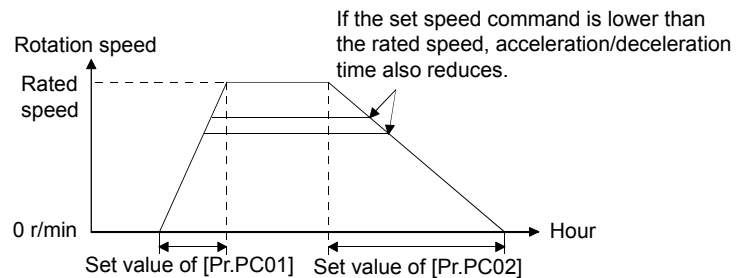 If the set speed command is lower than
the rated speed, acceleration/deceleration
time also reduces.
Rotation speed
Rated
speed
0 r/min
Hour
Set value of [Pr.PC01]
Set value of [Pr.PC02]